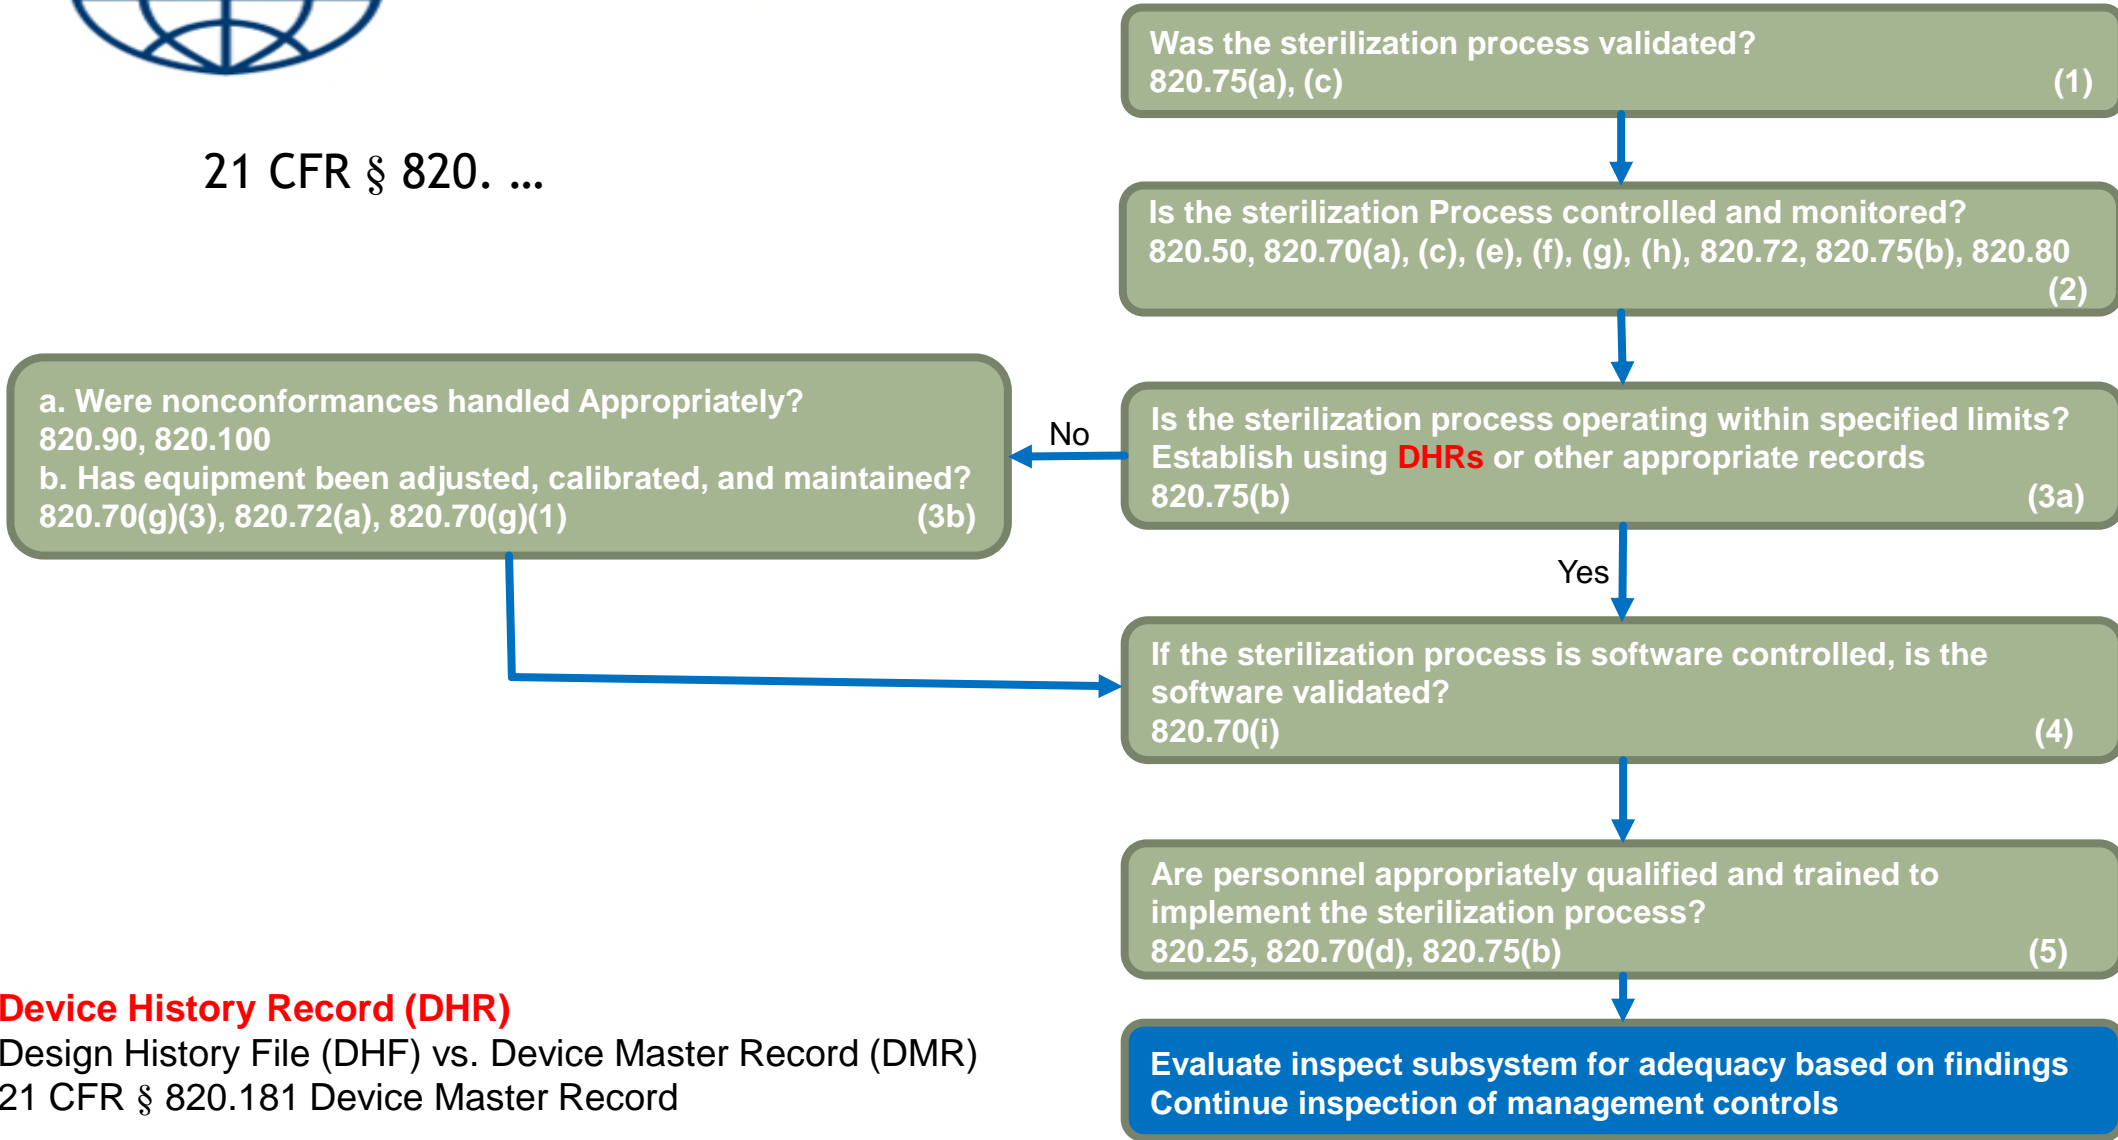 21 CFR § 820. …
Was the sterilization process validated?
820.75(a), (c) (1)
Is the sterilization Process controlled and monitored?
820.50, 820.70(a), (c), (e), (f), (g), (h), 820.72, 820.75(b), 820.80
(2)
Is the sterilization process operating within specified limits?
Establish using DHRs or other appropriate records
820.75(b) (3a)
No
a. Were nonconformances handled Appropriately?
820.90, 820.100
b. Has equipment been adjusted, calibrated, and maintained?
820.70(g)(3), 820.72(a), 820.70(g)(1) (3b)
Yes
If the sterilization process is software controlled, is the
software validated?
820.70(i) (4)
Are personnel appropriately qualified and trained to
implement the sterilization process?
820.25, 820.70(d), 820.75(b) (5)
Evaluate inspect subsystem for adequacy based on findings
Continue inspection of management controls
Device History Record (DHR)
Design History File (DHF) vs. Device Master Record (DMR)
21 CFR § 820.181 Device Master Record